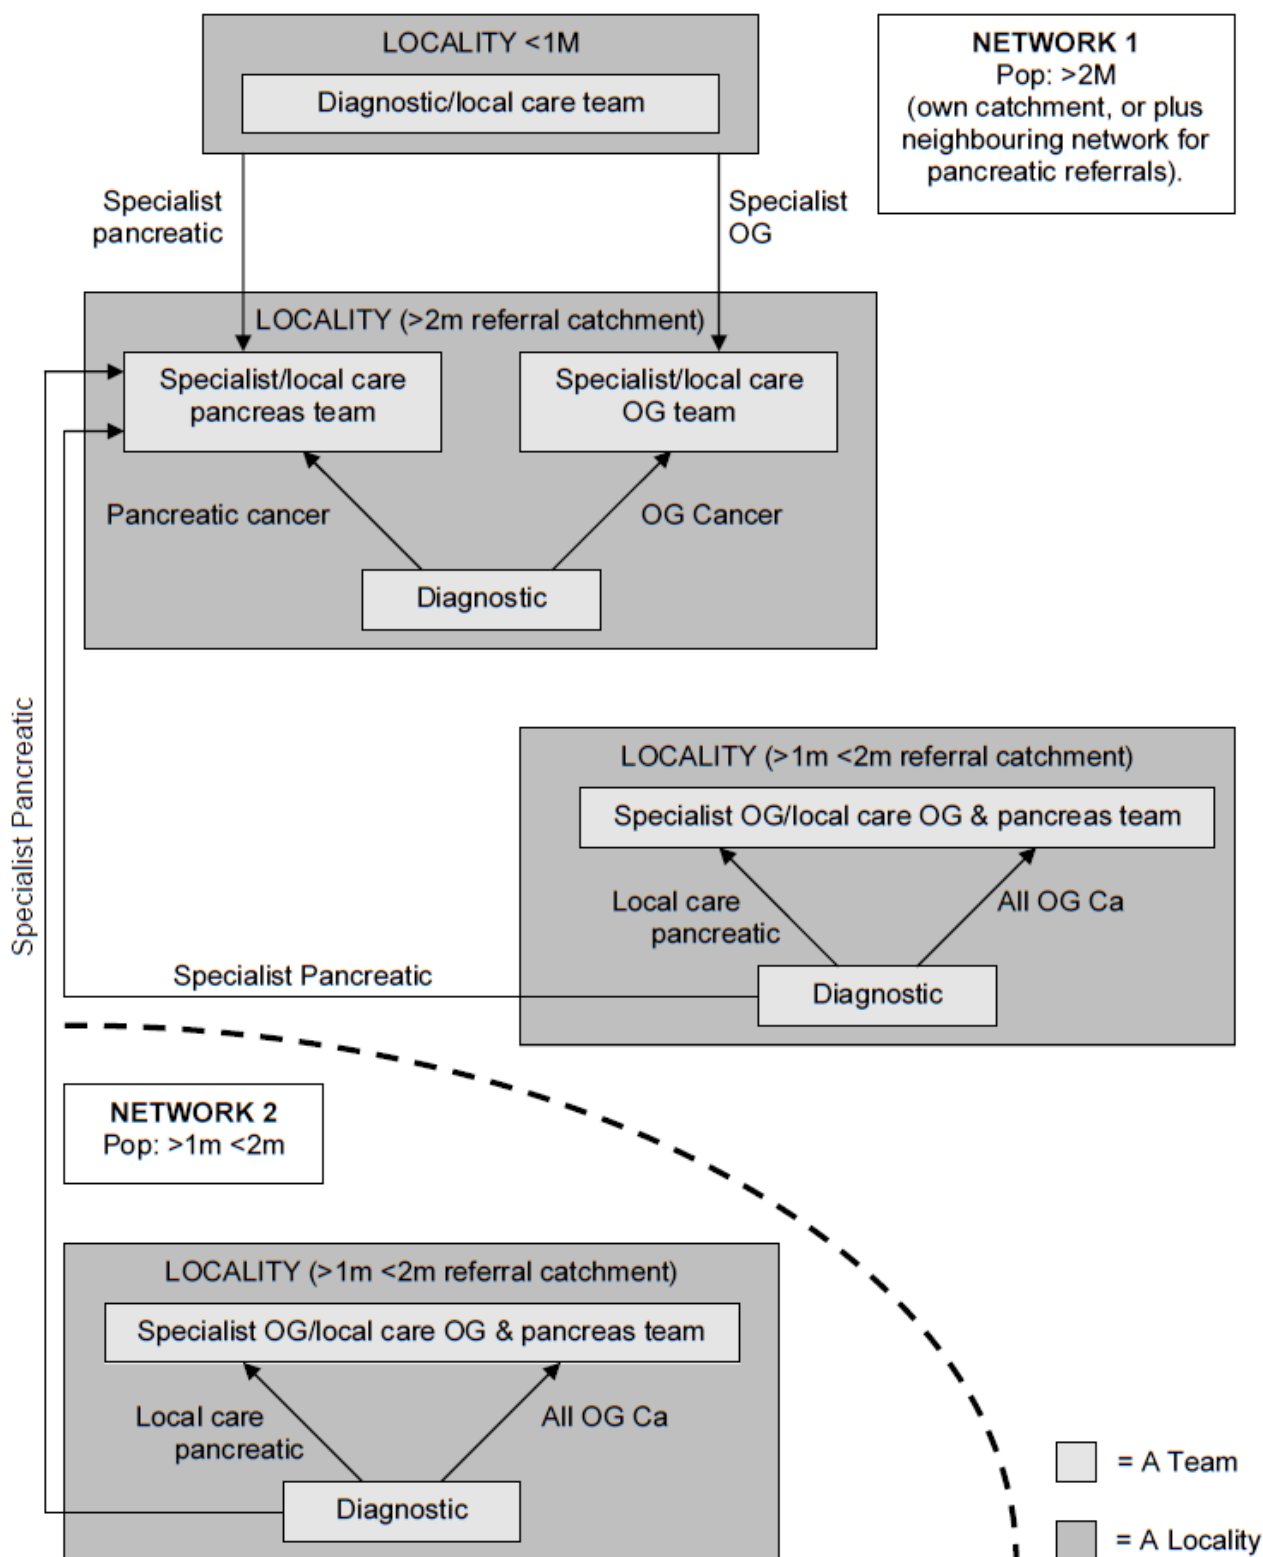 LOCALITY <1M
Diagnostic/local care team
NETWORK 1
Pop: >2M
(own catchment, or plus
neighbouring network for
pancreatic referrals).
Specialist
pancreatic
Specialist
OG
LOCALITY (>2m referral catchment)
Specialist/local care
pancreas team
Specialist/local care
OG team
Pancreatic cancer
OG Cancer
Diagnostic
Specialist Pancreatic
LOCALITY (>1m <2m referral catchment)
Specialist OG/local care OG & pancreas team
Local care
pancreatic
All OG Ca
Specialist Pancreatic
Diagnostic
NETWORK 2
Pop: >1m <2m
LOCALITY (>1m <2m referral catchment)
Specialist OG/local care OG & pancreas team
Local care
pancreatic
All OG Ca
Diagnostic
= A Team
= A Locality